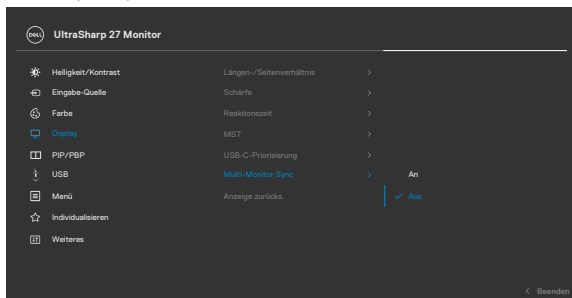 DELL UltraSharp 27 Monitor
Helligkeit/Kontrast Längen-/Seitenverhältnis
Eingabe-Quelle Schärfe
Farbe Reaktionszeit
Display MST
PIP/PBP USB-C-Priorisierung
USB Multi-Monitor Sync An
Menü Anzeige zurücks. Aus
Individualisieren
Weiteres
Beenden